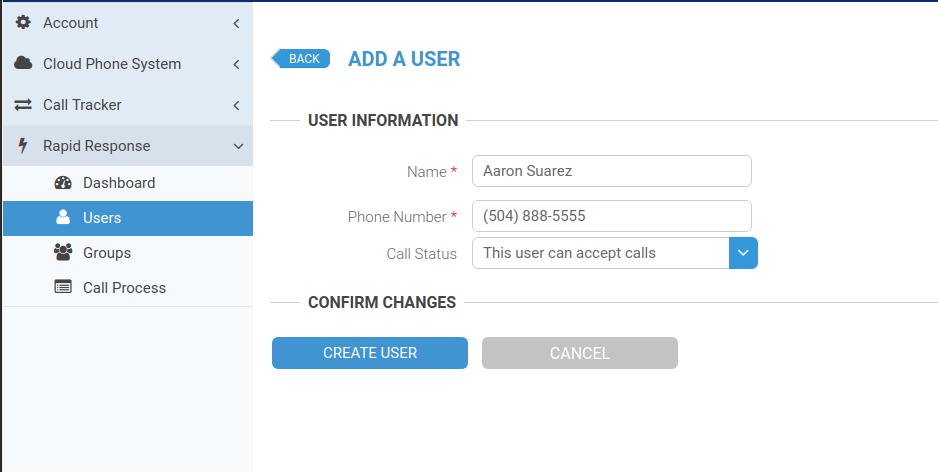 Account
Cloud Phone System
Call Tracker
Rapid Response
Dashboard
Users
Groups
Call Process
BACK
ADD A USER
USER INFORMATION
Name *
Aaron Suarez
Phone Number *
(504) 888-5555
Call Status
This user can accept calls
CONFIRM CHANGES
CREATE USER
CANCEL